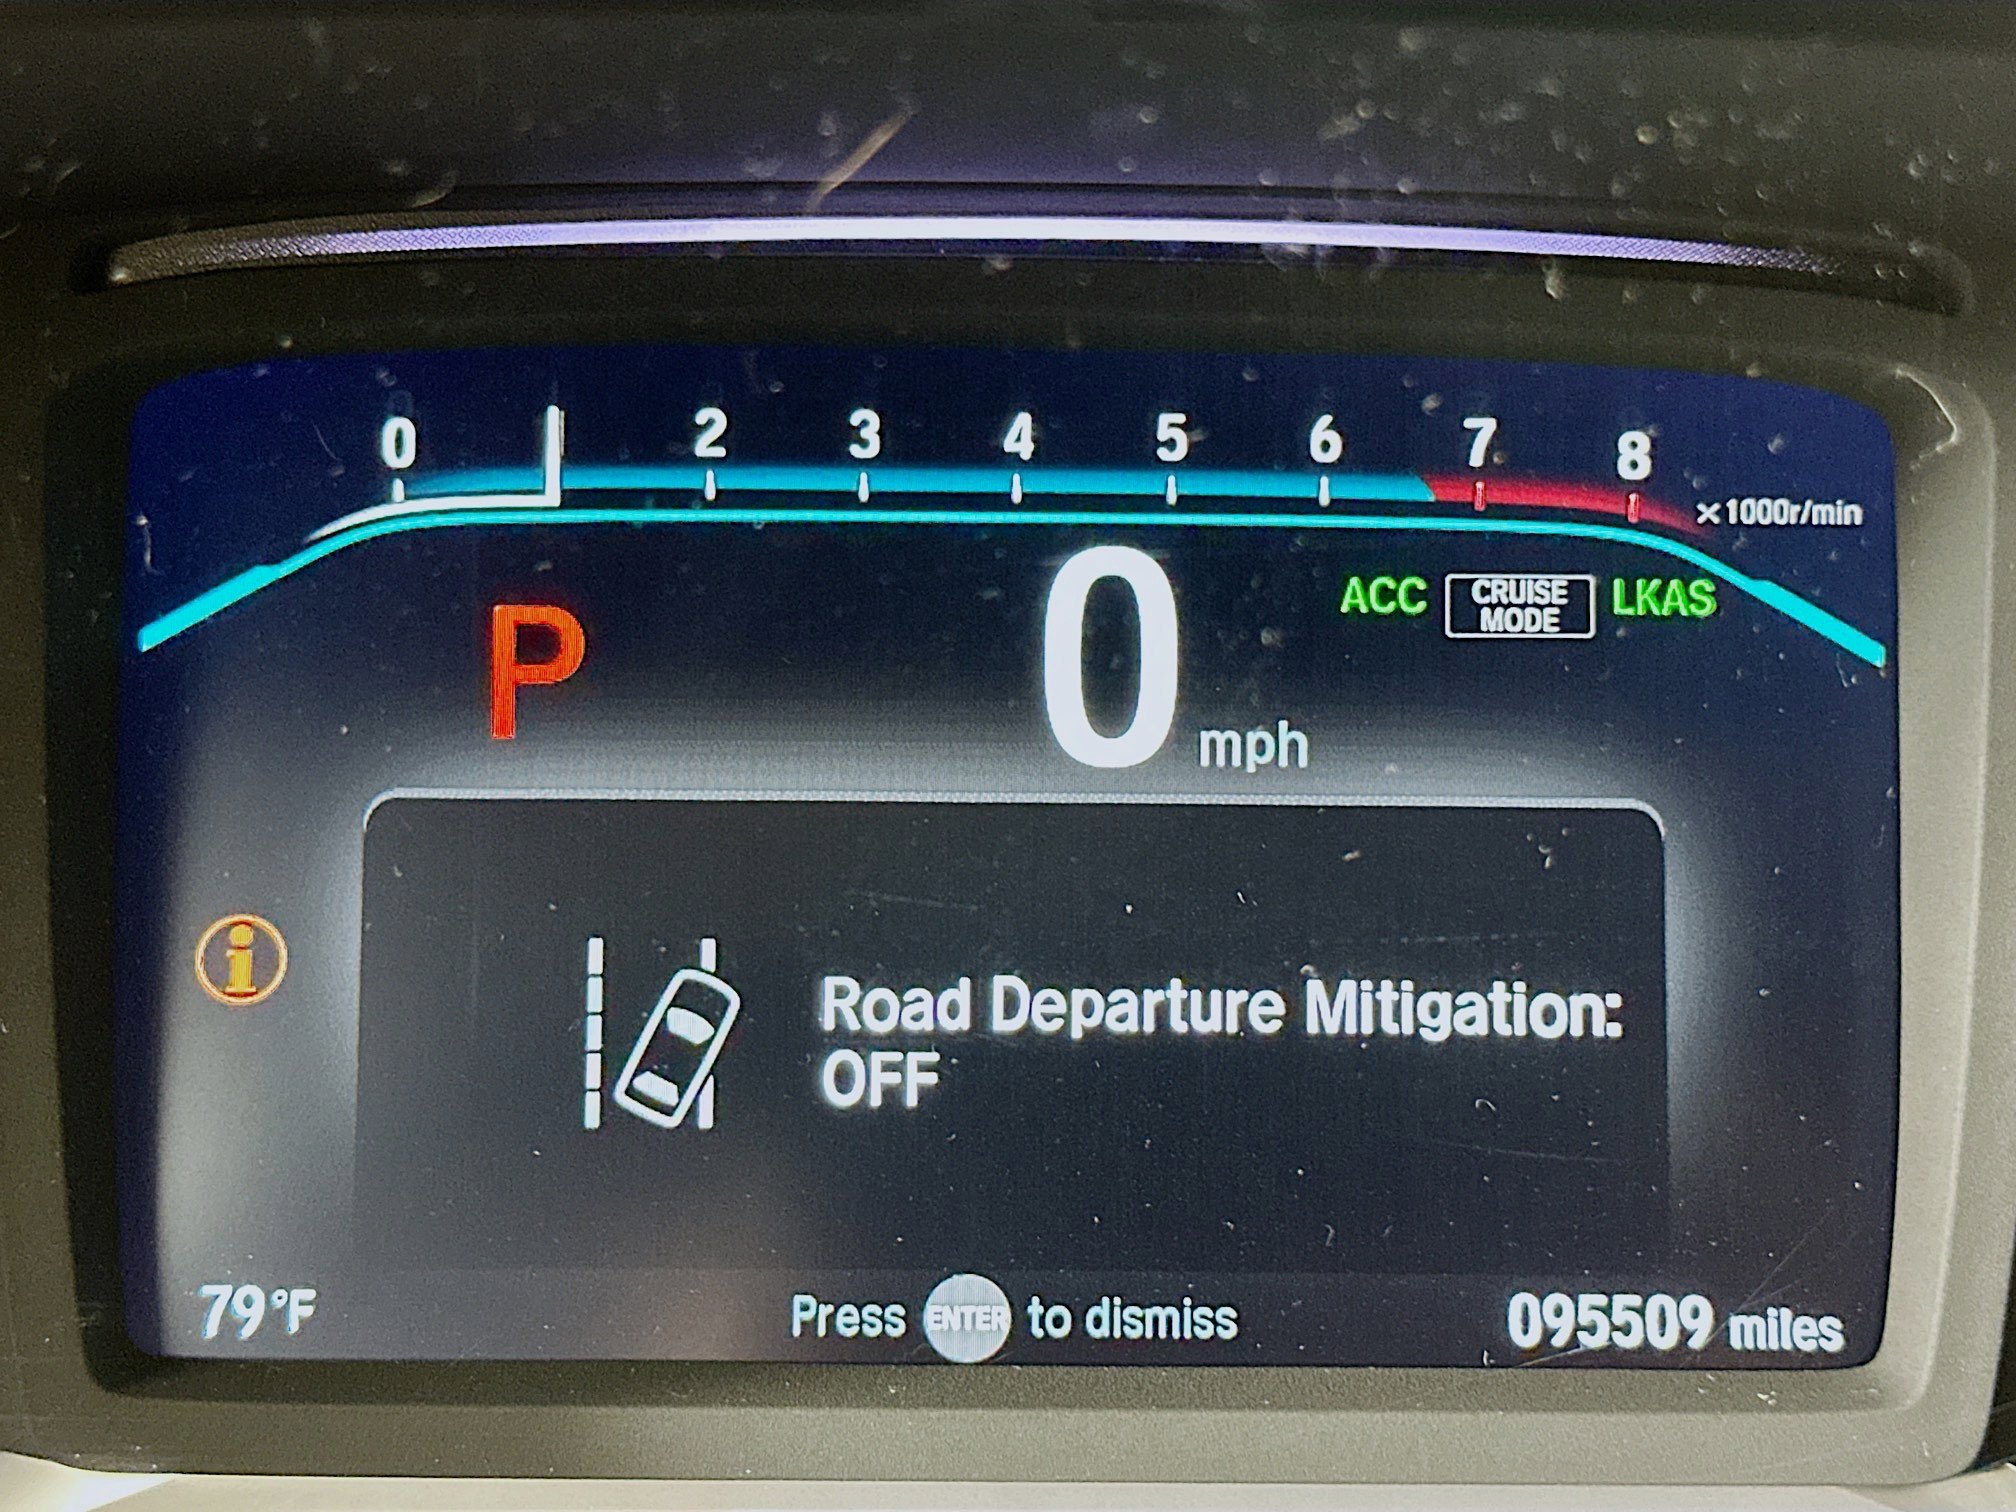 0 2 3 4 5 6 7 8
×1000r/min
P 0 mph
ACC CRUISE MODE LKAS
i
Road Departure Mitigation:
OFF
79°F Press ENTER to dismiss 095509 miles